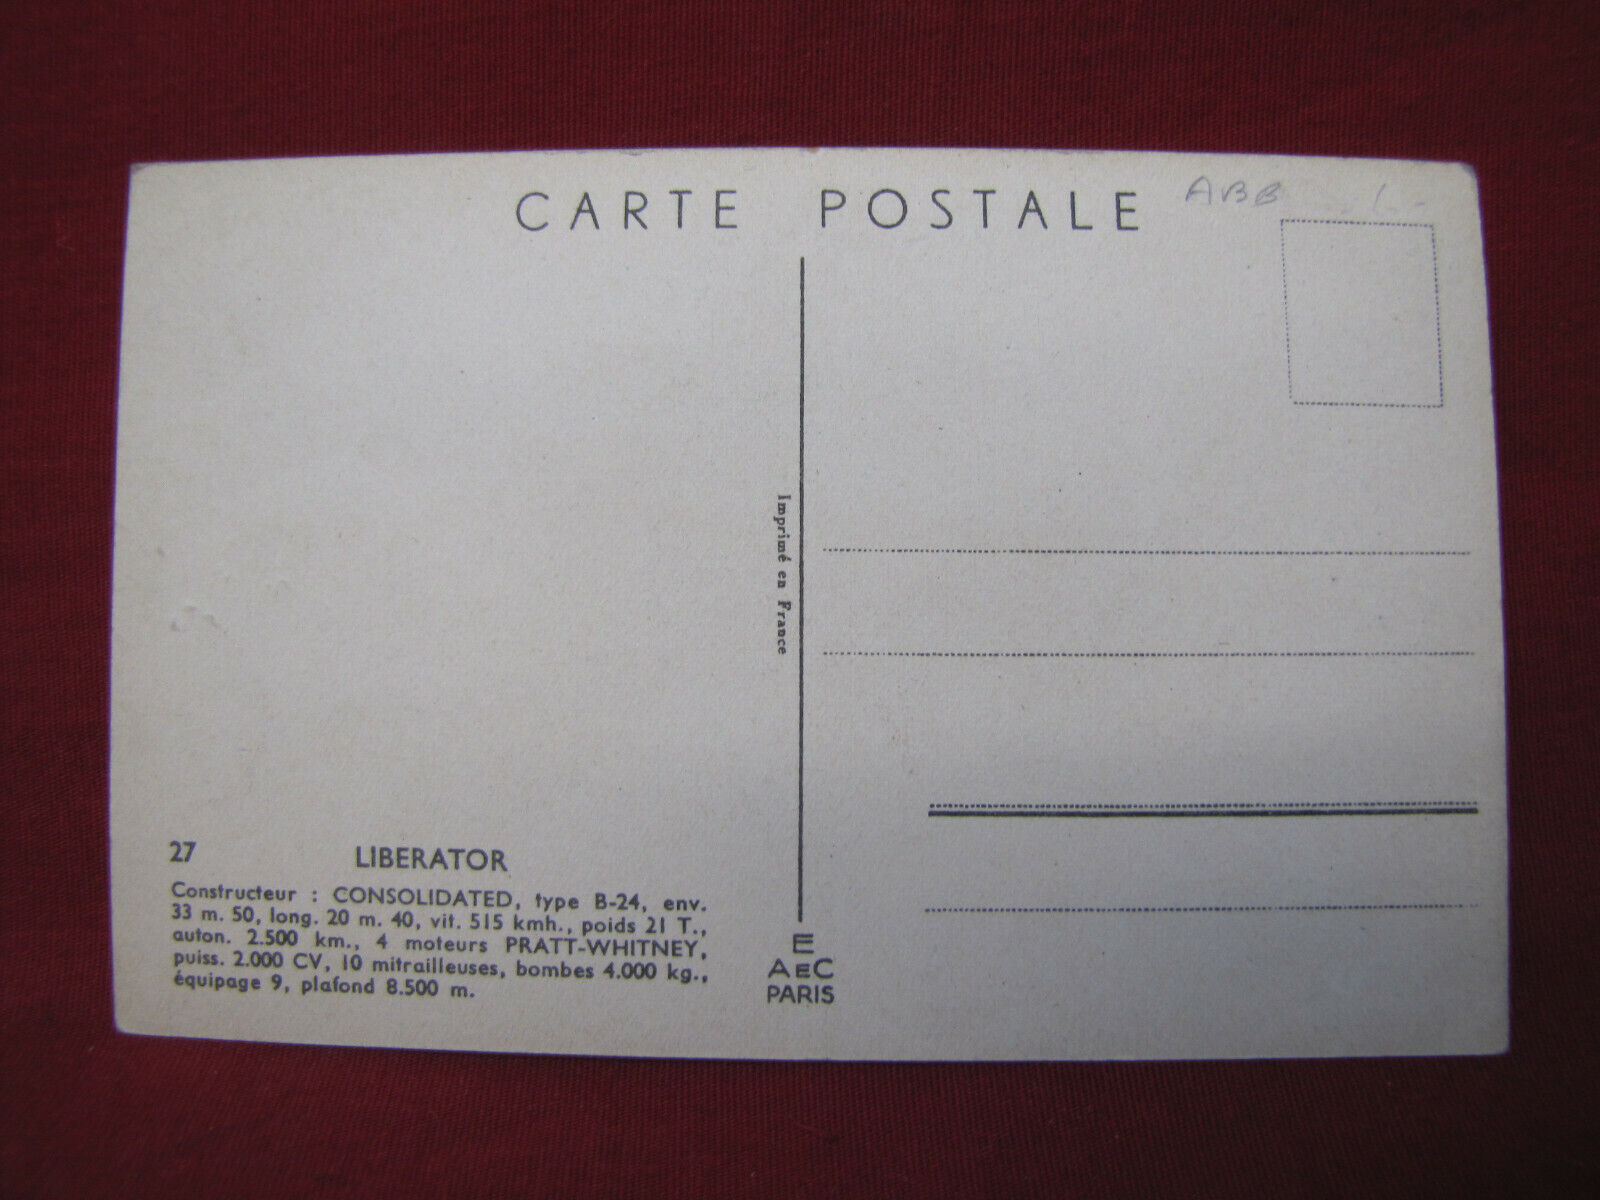 CARTE POSTALE
ABB 1.-
Imprimé en France
27 LIBERATOR
Constructeur : CONSOLIDATED, type B-24, env.
33 m. 50, long. 20 m. 40, vit. 515 kmh., poids 21 T.,
auton. 2.500 km., 4 moteurs PRATT-WHITNEY,
puiss. 2.000 CV, 10 mitrailleuses, bombes 4.000 kg.,
équipage 9, plafond 8.500 m.
E
AEC
PARIS